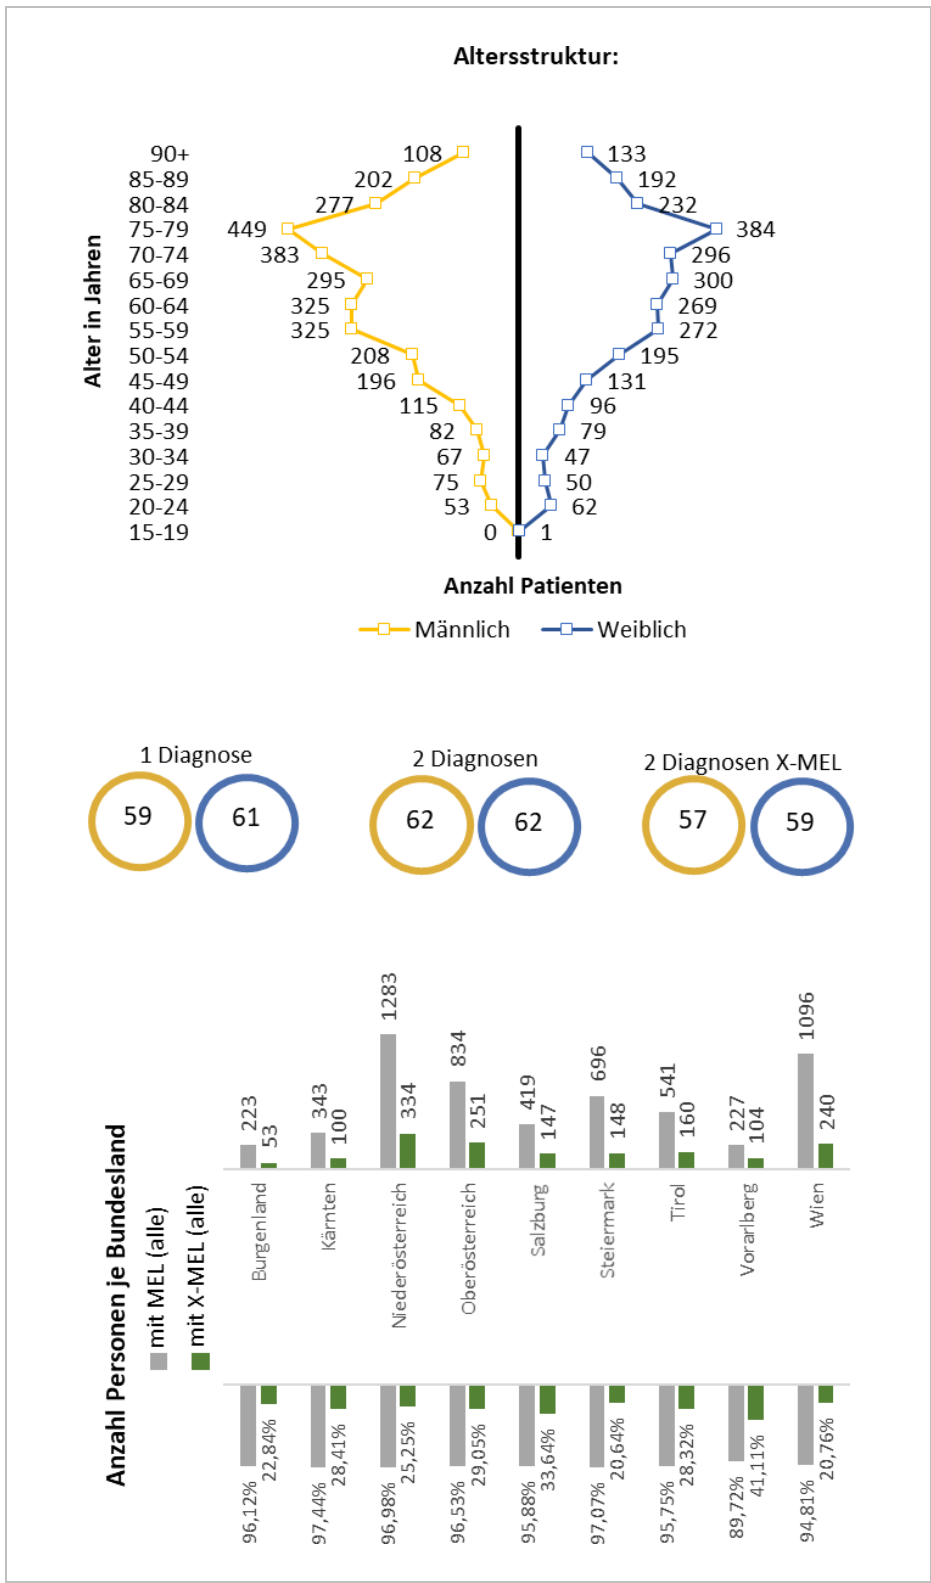 Altersstruktur:
Alter in Jahren
90+ 108 133
85-89 202 192
80-84 277 232
75-79 449 384
70-74 383 296
65-69 295 300
60-64 325 269
55-59 325 272
50-54 208 195
45-49 196 131
40-44 115 96
35-39 82 79
30-34 67 47
25-29 75 50
20-24 53 62
15-19 0 1
Anzahl Patienten
Männlich Weiblich
1 Diagnose 2 Diagnosen 2 Diagnosen X-MEL
59 61 62 62 57 59
Anzahl Personen je Bundesland
mit MEL (alle)
mit X-MEL (alle)
223 53 343 100 1283 334 834 251 419 147 696 148 541 160 227 104 1096 240
Burgenland
Kärnten
Niederösterreich
Oberösterreich
Salzburg
Steiermark
Tirol
Vorarlberg
Wien
96,12% 22,84% 97,44% 28,41% 96,98% 25,25% 96,53% 29,05% 95,88% 33,64% 97,07% 20,64% 95,75% 28,32% 89,72% 41,11% 94,81% 20,76%